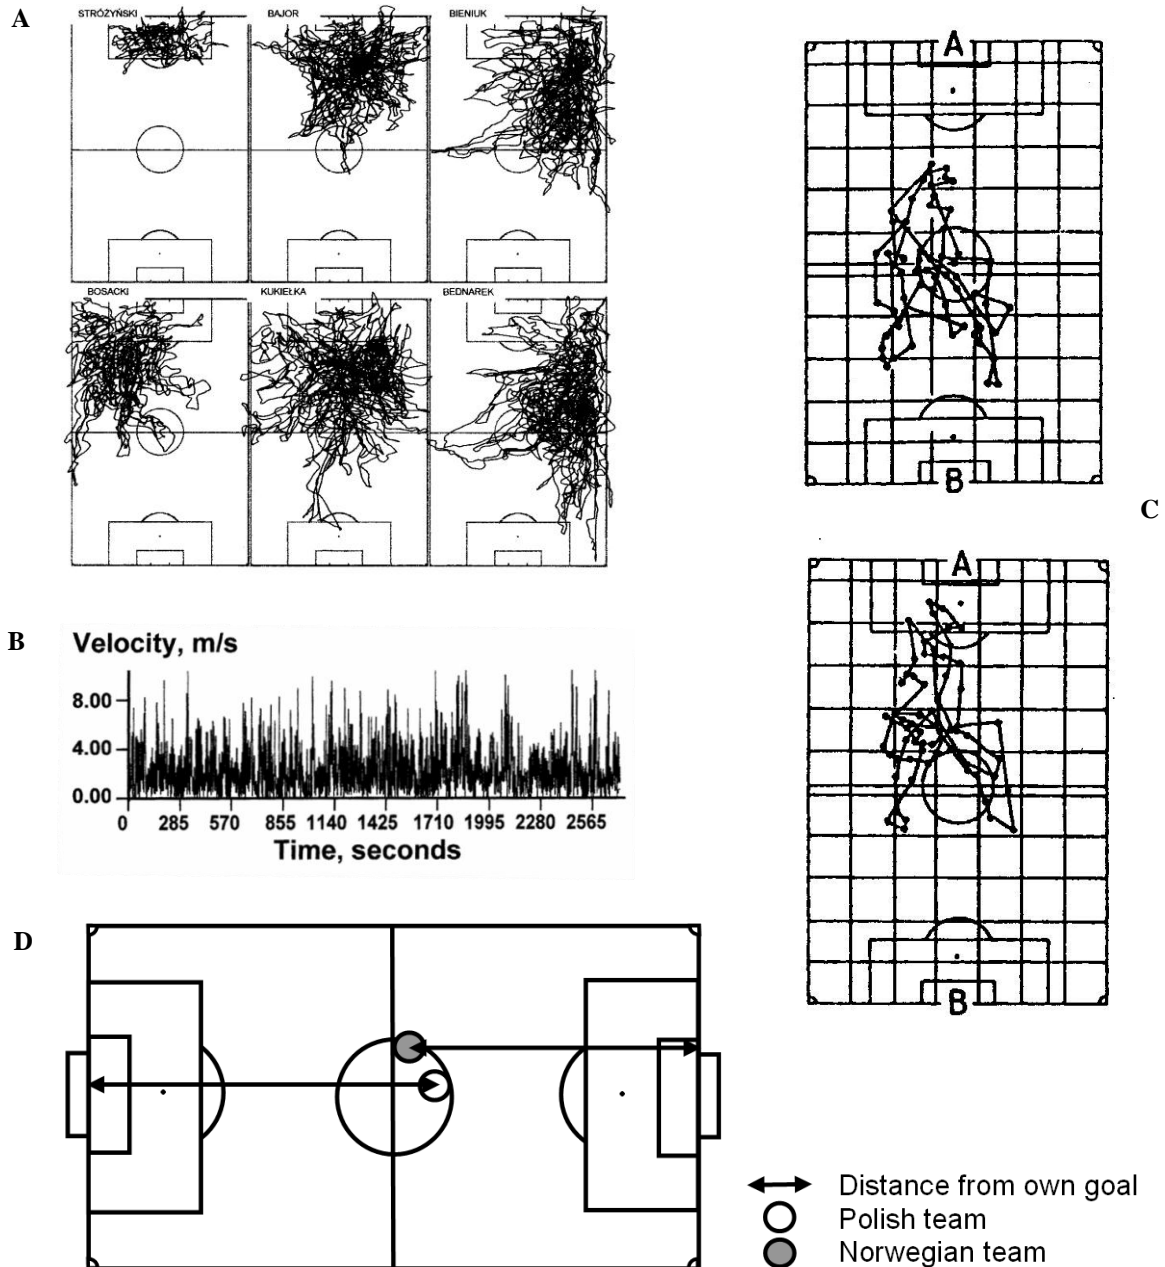 A
STRÓŻYŃSKI BAJOR BIENIUK
BOSACKI KUKIEŁKA BEDNAREK
B
Velocity, m/s
8.00
4.00
0.00
0 285 570 855 1140 1425 1710 1995 2280 2565
Time, seconds
A
B
C
A
B
D
Distance from own goal
Polish team
Norwegian team